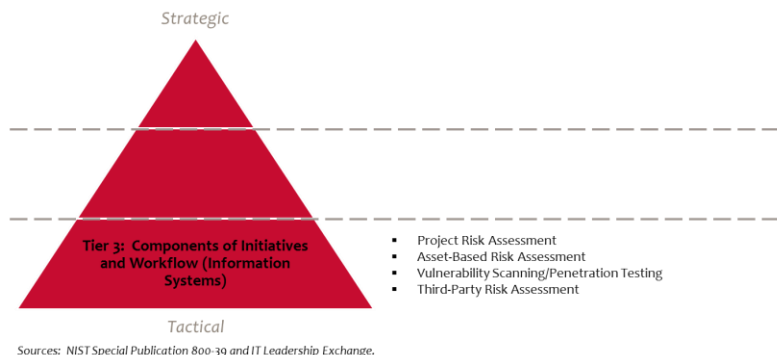 Strategic
Tier 3: Components of Initiatives
and Workflow (Information
Systems)
▪ Project Risk Assessment
▪ Asset-Based Risk Assessment
▪ Vulnerability Scanning/Penetration Testing
▪ Third-Party Risk Assessment
Tactical
Sources: NIST Special Publication 800-39 and IT Leadership Exchange.